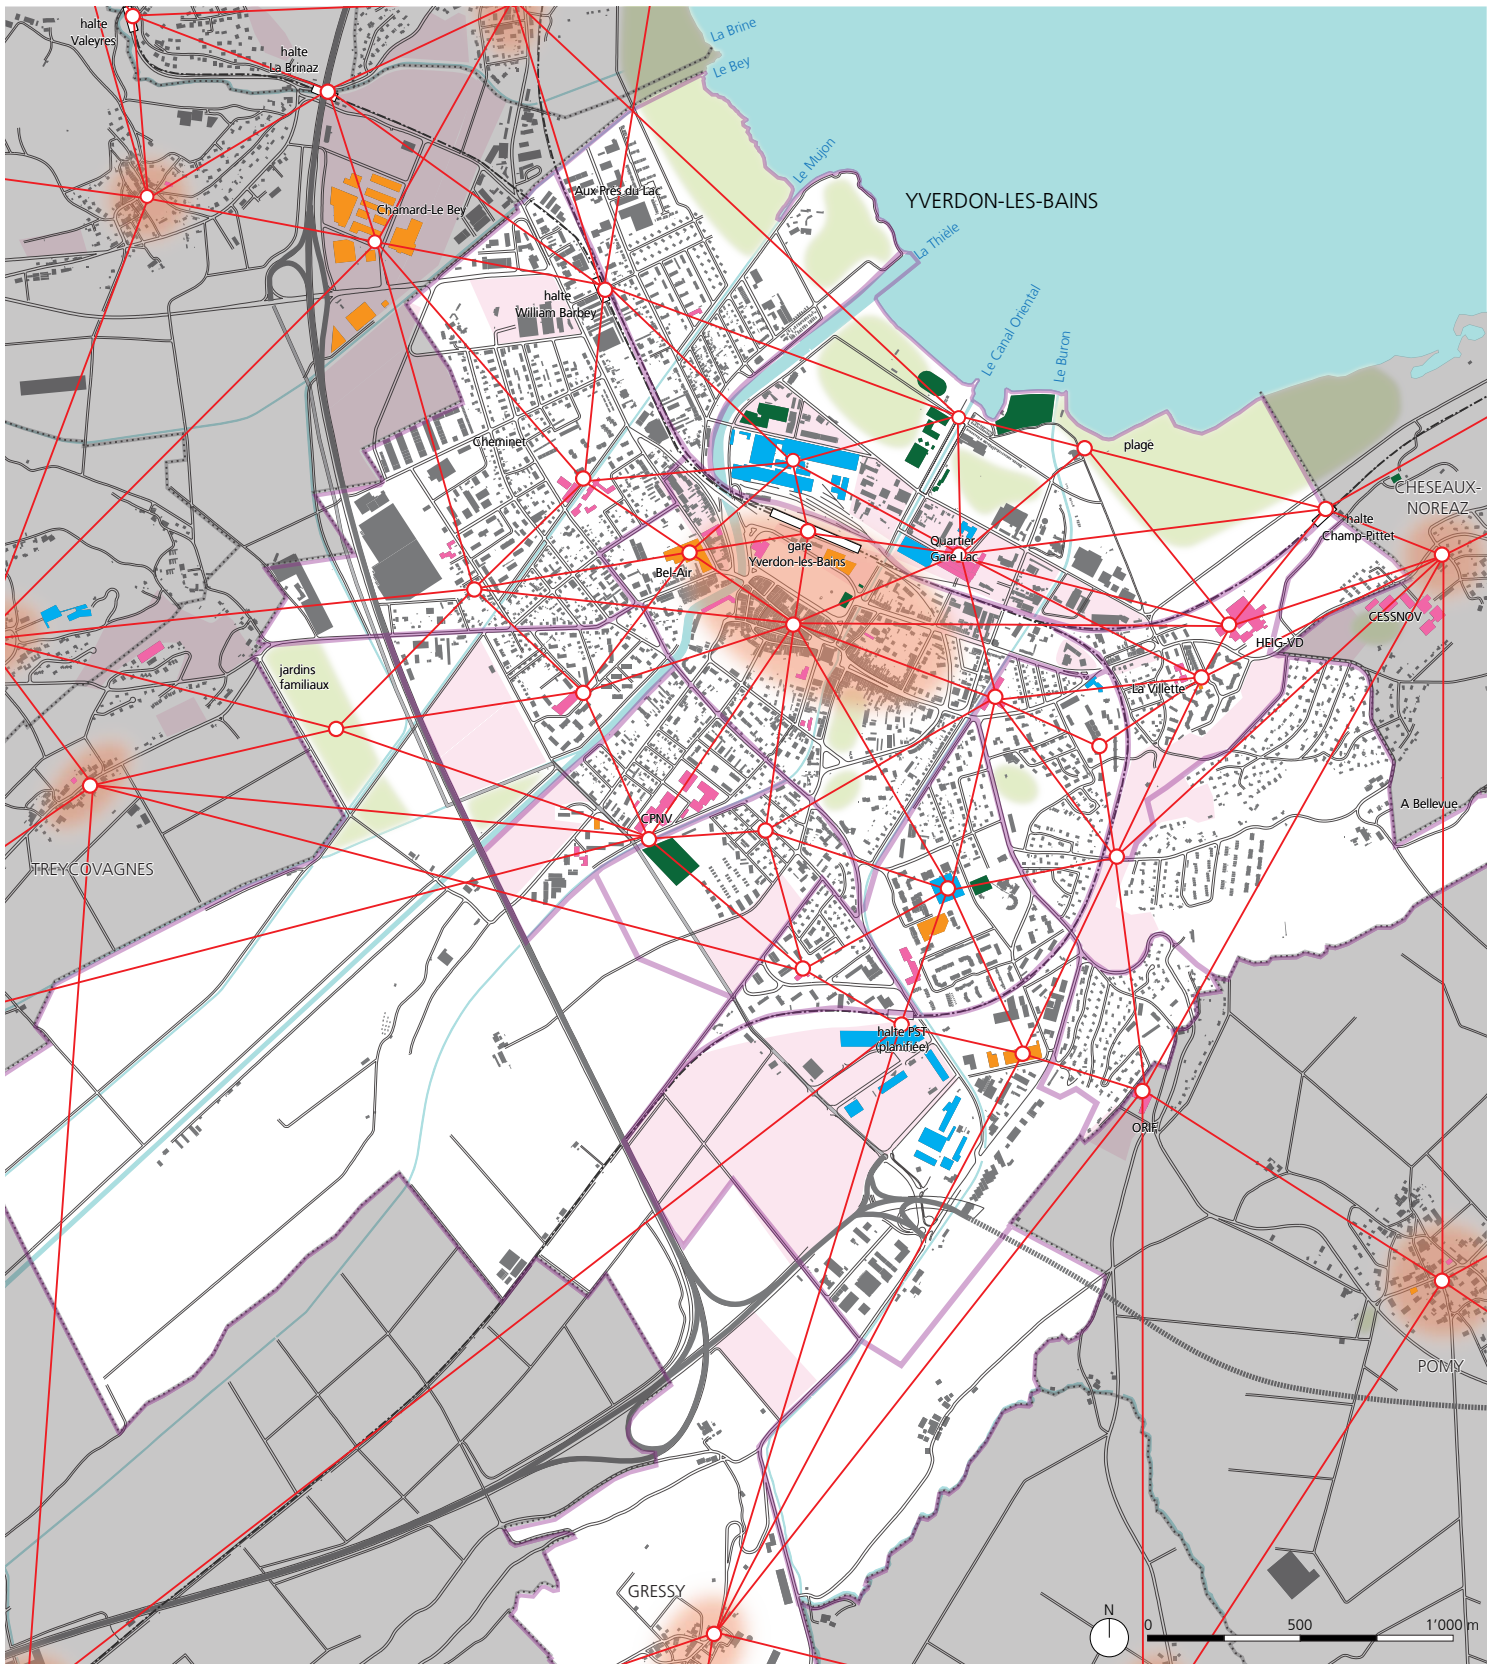 halte
Valeyres
halte
La Brinaz
La Brine
Le Bey
Le Mujon
Aux Prés du Lac
Chamard-Le Bey
YVERDON-LES-BAINS
La Thièle
halte
William Barbey
Le Canal Oriental
Le Buron
Cheminet
plage
CHESEAUX-
NOREAZ
halte
Champ-Pittet
Quartier
Gare Lac
gare
Yverdon-les-Bains
Bel-Air
CESSNOV
HEIG-VD
jardins
familiaux
La Villette
A Bellevue
CPNV
TREYCOVAGNES
halte PST
(planifiée)
ORIF
POMY
GRESSY
N
0 500 1'000 m